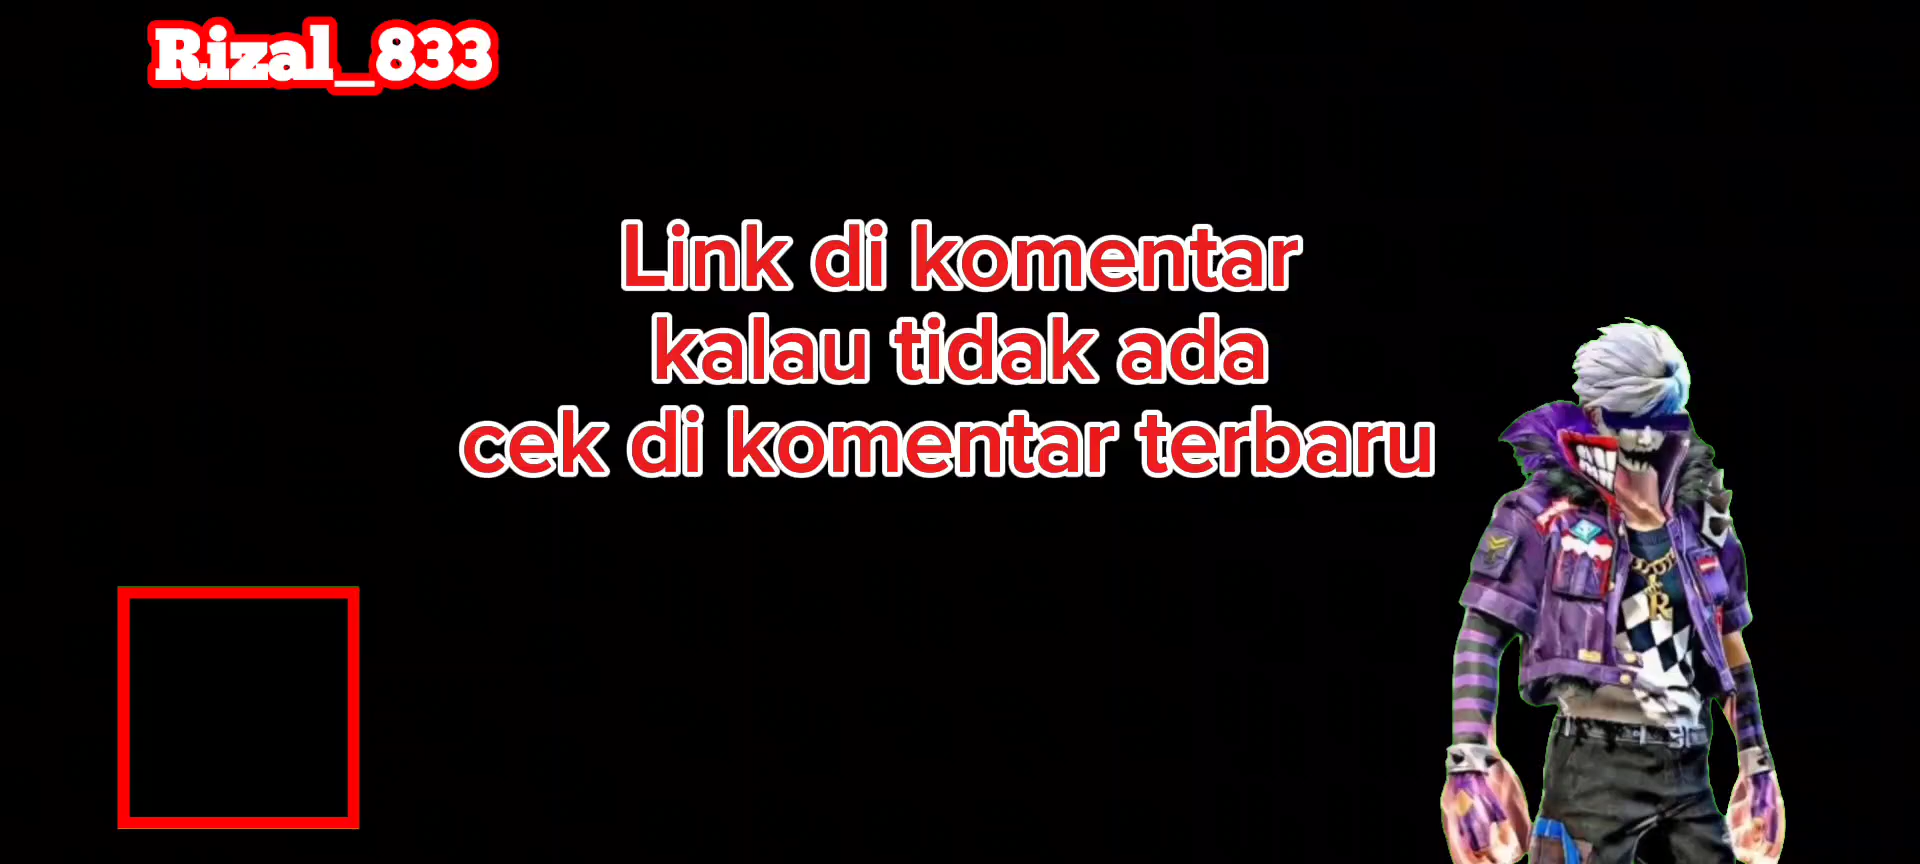 Rizal_833
Link di komentar
kalau tidak ada
cek di komentar terbaru
R